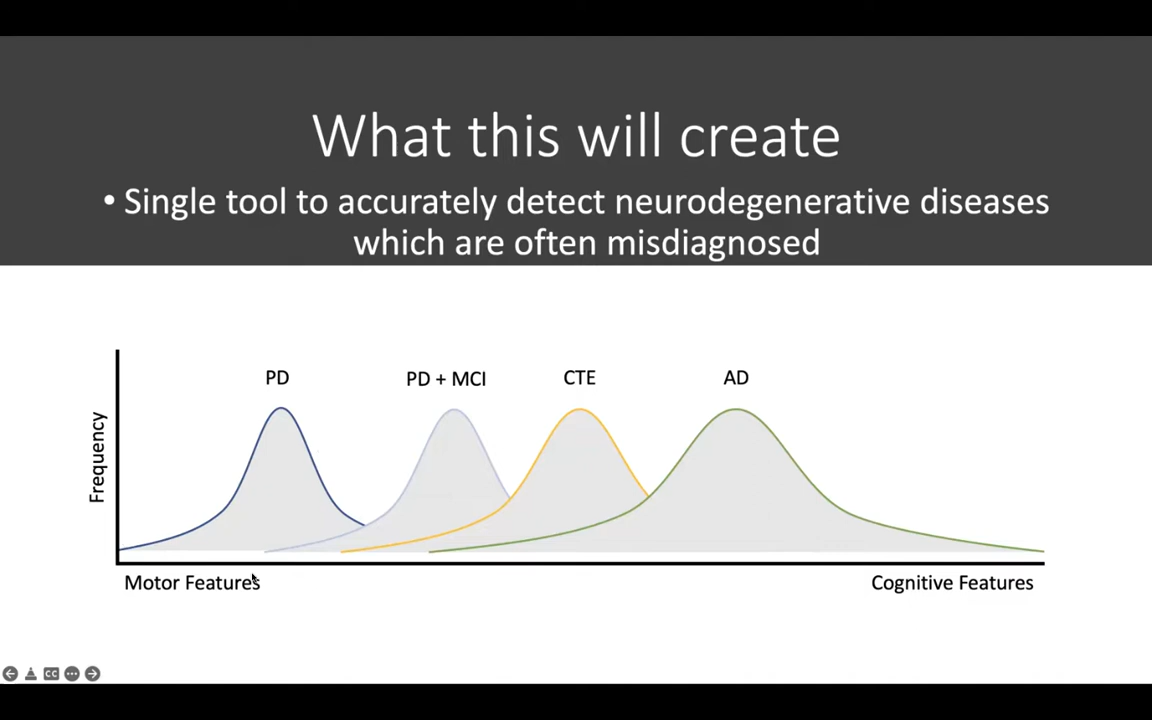 What this will create
• Single tool to accurately detect neurodegenerative diseases
which are often misdiagnosed
PD
PD + MCI
CTE
AD
Frequency
Motor Features
Cognitive Features
CC